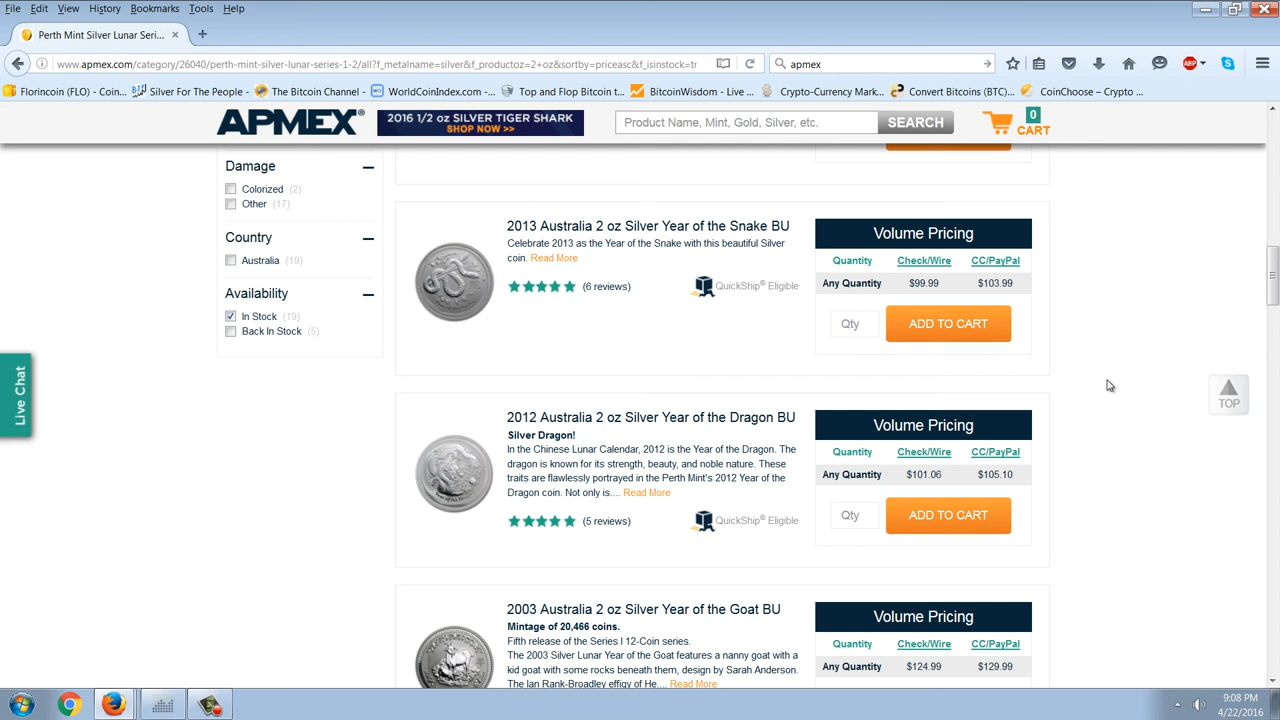 File Edit View History Bookmarks Tools Help
Perth Mint Silver Lunar Seri...
www.apmex.com/category/26040/perth-mint-silver-lunar-series-1-2/all?f_metalname=silver&f_productoz=2+oz&sortby=priceasc&f_isinstock=tr
apmex
Florincoin (FLO) - Coin... Silver For The People - The Bitcoin Channel - WorldCoinIndex.com -... Top and Flop Bitcoin t... BitcoinWisdom - Live ... Crypto-Currency Mark... Convert Bitcoins (BTC)... CoinChoose – Crypto ...
APMEX®
2016 1/2 oz SILVER TIGER SHARK
SHOP NOW >>
Product Name, Mint, Gold, Silver, etc.
SEARCH
0
CART
Damage
Colorized (2)
Other (17)
Country
Australia (19)
Availability
In Stock (19)
Back In Stock (5)
Live Chat
2013 Australia 2 oz Silver Year of the Snake BU
Celebrate 2013 as the Year of the Snake with this beautiful Silver
coin. Read More
(6 reviews)
QuickShip® Eligible
Volume Pricing
Quantity Check/Wire CC/PayPal
Any Quantity $99.99 $103.99
Qty ADD TO CART
TOP
2012 Australia 2 oz Silver Year of the Dragon BU
Silver Dragon!
In the Chinese Lunar Calendar, 2012 is the Year of the Dragon. The
dragon is known for its strength, beauty, and noble nature. These
traits are flawlessly portrayed in the Perth Mint's 2012 Year of the
Dragon coin. Not only is.... Read More
(5 reviews)
QuickShip® Eligible
Volume Pricing
Quantity Check/Wire CC/PayPal
Any Quantity $101.06 $105.10
Qty ADD TO CART
2003 Australia 2 oz Silver Year of the Goat BU
Mintage of 20,466 coins.
Fifth release of the Series I 12-Coin series.
The 2003 Silver Lunar Year of the Goat features a nanny goat with a
kid goat with some rocks beneath them, design by Sarah Anderson.
The Ian Rank-Broadley effigy of He.... Read More
Volume Pricing
Quantity Check/Wire CC/PayPal
Any Quantity $124.99 $129.99
9:08 PM
4/22/2016